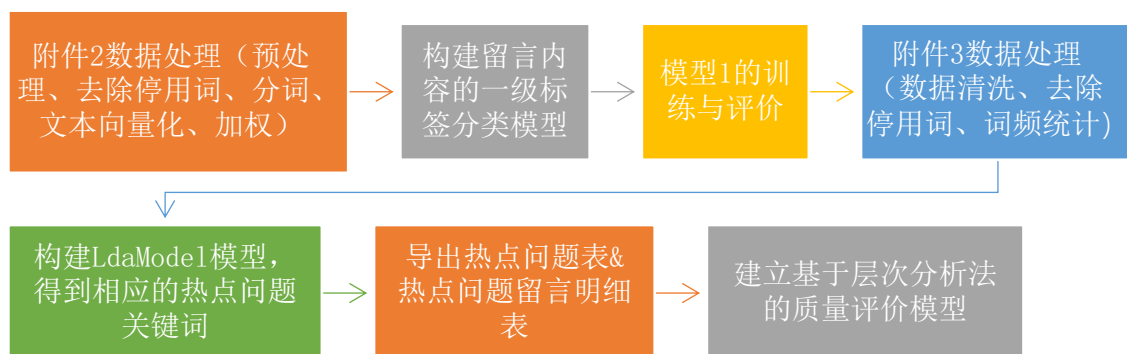 附件2数据处理（预处
理、去除停用词、分词、
文本向量化、加权）
构建留言内
容的一级标
签分类模型
模型1的训
练与评价
附件3数据处理
（数据清洗、去除
停用词、词频统计)
构建LdaModel模型，
得到相应的热点问题
关键词
导出热点问题表&
热点问题留言明细
表
建立基于层次分析法
的质量评价模型